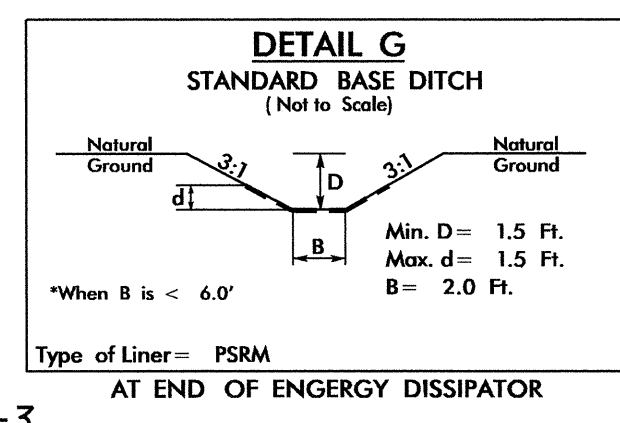 DETAIL G
STANDARD BASE DITCH
( Not to Scale)
Natural
Ground
3:1
D
3:1
Natural
Ground
d
B
Min. D= 1.5 Ft.
Max. d= 1.5 Ft.
B= 2.0 Ft.
*When B is < 6.0'
Type of Liner= PSRM
AT END OF ENGERGY DISSIPATOR
-3